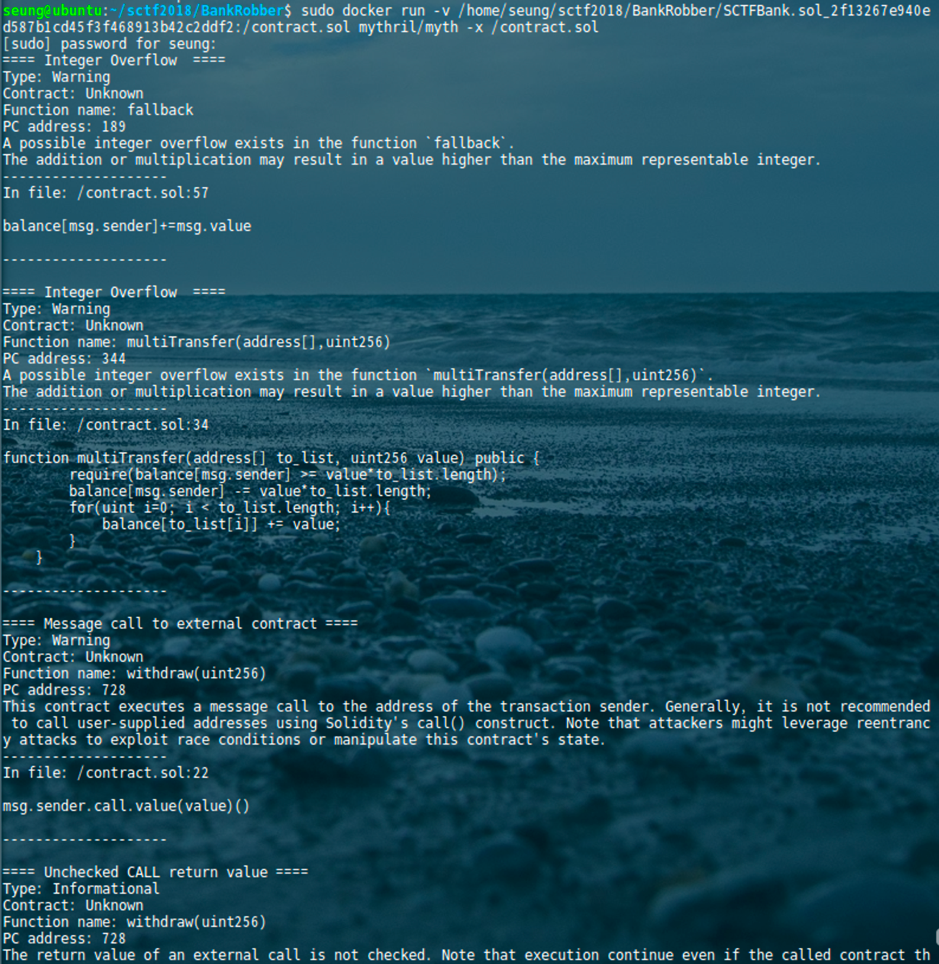 seung@ubuntu:~/sctf2018/BankRobber$ sudo docker run -v /home/seung/sctf2018/BankRobber/SCTFBank.sol_2f13267e940e
d587b1cd45f3f468913b42c2ddf2:/contract.sol mythril/myth -x /contract.sol
[sudo] password for seung:
==== Integer Overflow  ====
Type: Warning
Contract: Unknown
Function name: fallback
PC address: 189
A possible integer overflow exists in the function `fallback`.
The addition or multiplication may result in a value higher than the maximum representable integer.
--------------------
In file: /contract.sol:57
balance[msg.sender]+=msg.value
--------------------
==== Integer Overflow  ====
Type: Warning
Contract: Unknown
Function name: multiTransfer(address[],uint256)
PC address: 344
A possible integer overflow exists in the function `multiTransfer(address[],uint256)`.
The addition or multiplication may result in a value higher than the maximum representable integer.
--------------------
In file: /contract.sol:34
function multiTransfer(address[] to_list, uint256 value) public {
        require(balance[msg.sender] >= value*to_list.length);
        balance[msg.sender] -= value*to_list.length;
        for(uint i=0; i < to_list.length; i++){
            balance[to_list[i]] += value;
        }
    }
--------------------
==== Message call to external contract ====
Type: Warning
Contract: Unknown
Function name: withdraw(uint256)
PC address: 728
This contract executes a message call to the address of the transaction sender. Generally, it is not recommended
 to call user-supplied addresses using Solidity's call() construct. Note that attackers might leverage reentranc
y attacks to exploit race conditions or manipulate this contract's state.
--------------------
In file: /contract.sol:22
msg.sender.call.value(value)()
--------------------
==== Unchecked CALL return value ====
Type: Informational
Contract: Unknown
Function name: withdraw(uint256)
PC address: 728
The return value of an external call is not checked. Note that execution continue even if the called contract th